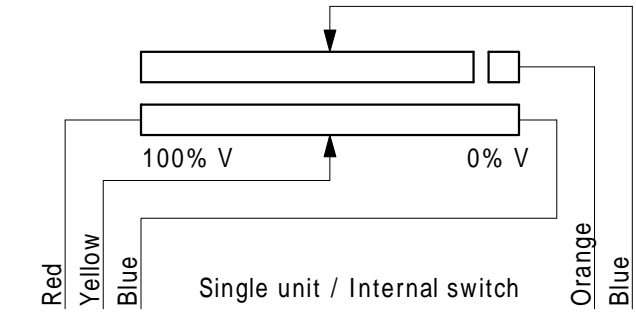 100% V
0% V
Red
Yellow
Blue
Single unit / Internal switch
Orange
Blue